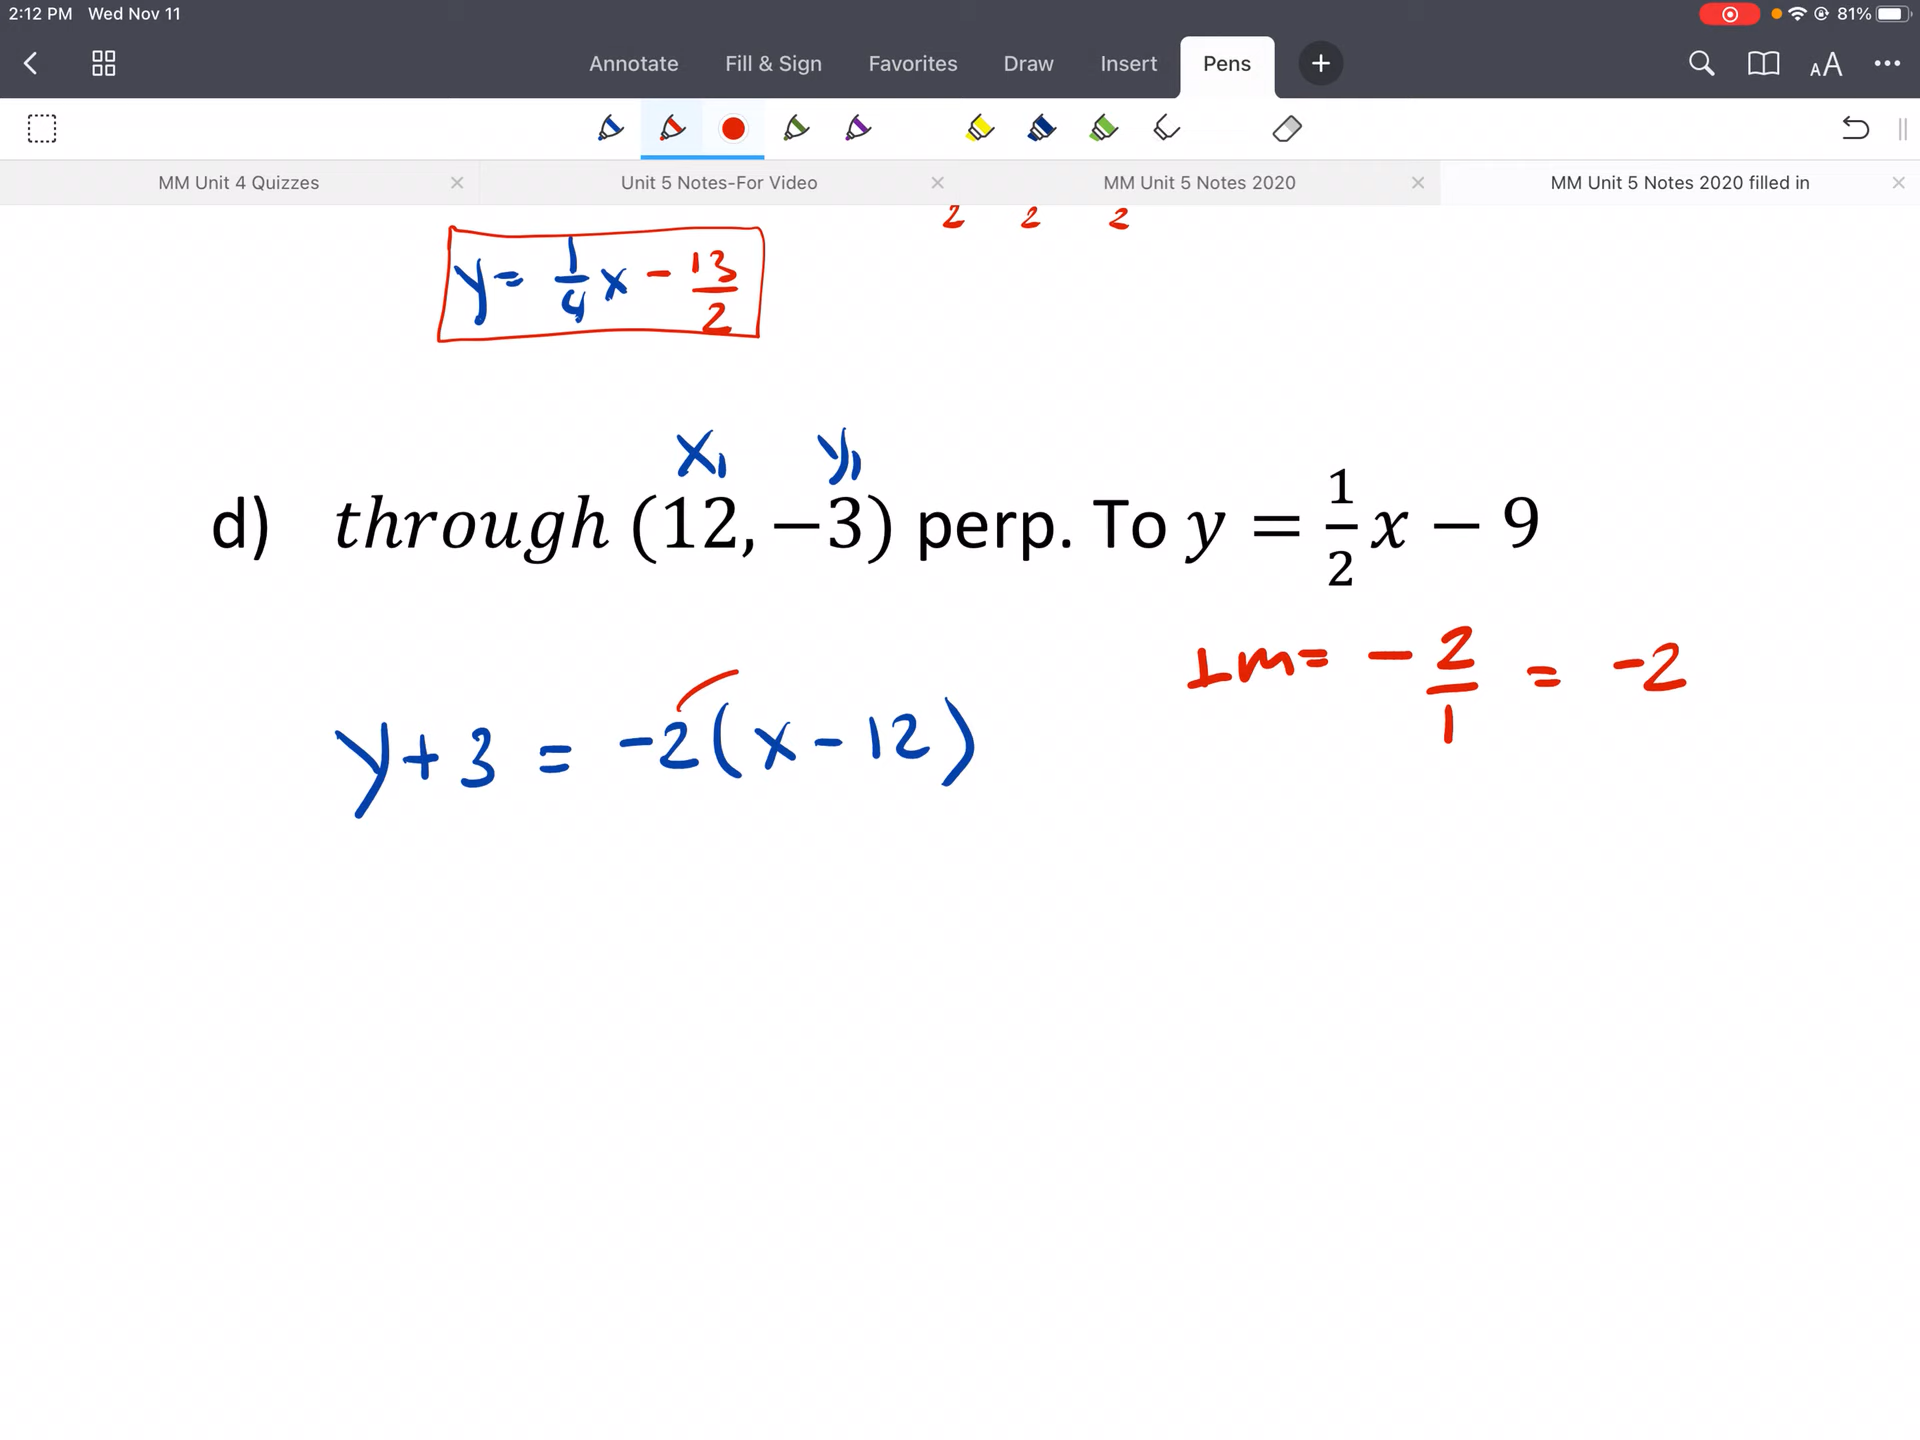 2:12 PM Wed Nov 11 81%
Annotate Fill & Sign Favorites Draw Insert Pens
MM Unit 4 Quizzes Unit 5 Notes-For Video MM Unit 5 Notes 2020 MM Unit 5 Notes 2020 filled in
2 2 2
y = 1/4 x - 13/2
x₁ y₁
d) through (12, −3) perp. To y = 1/2 x − 9
⊥m = - 2/1 = -2
y + 3 = -2(x - 12)